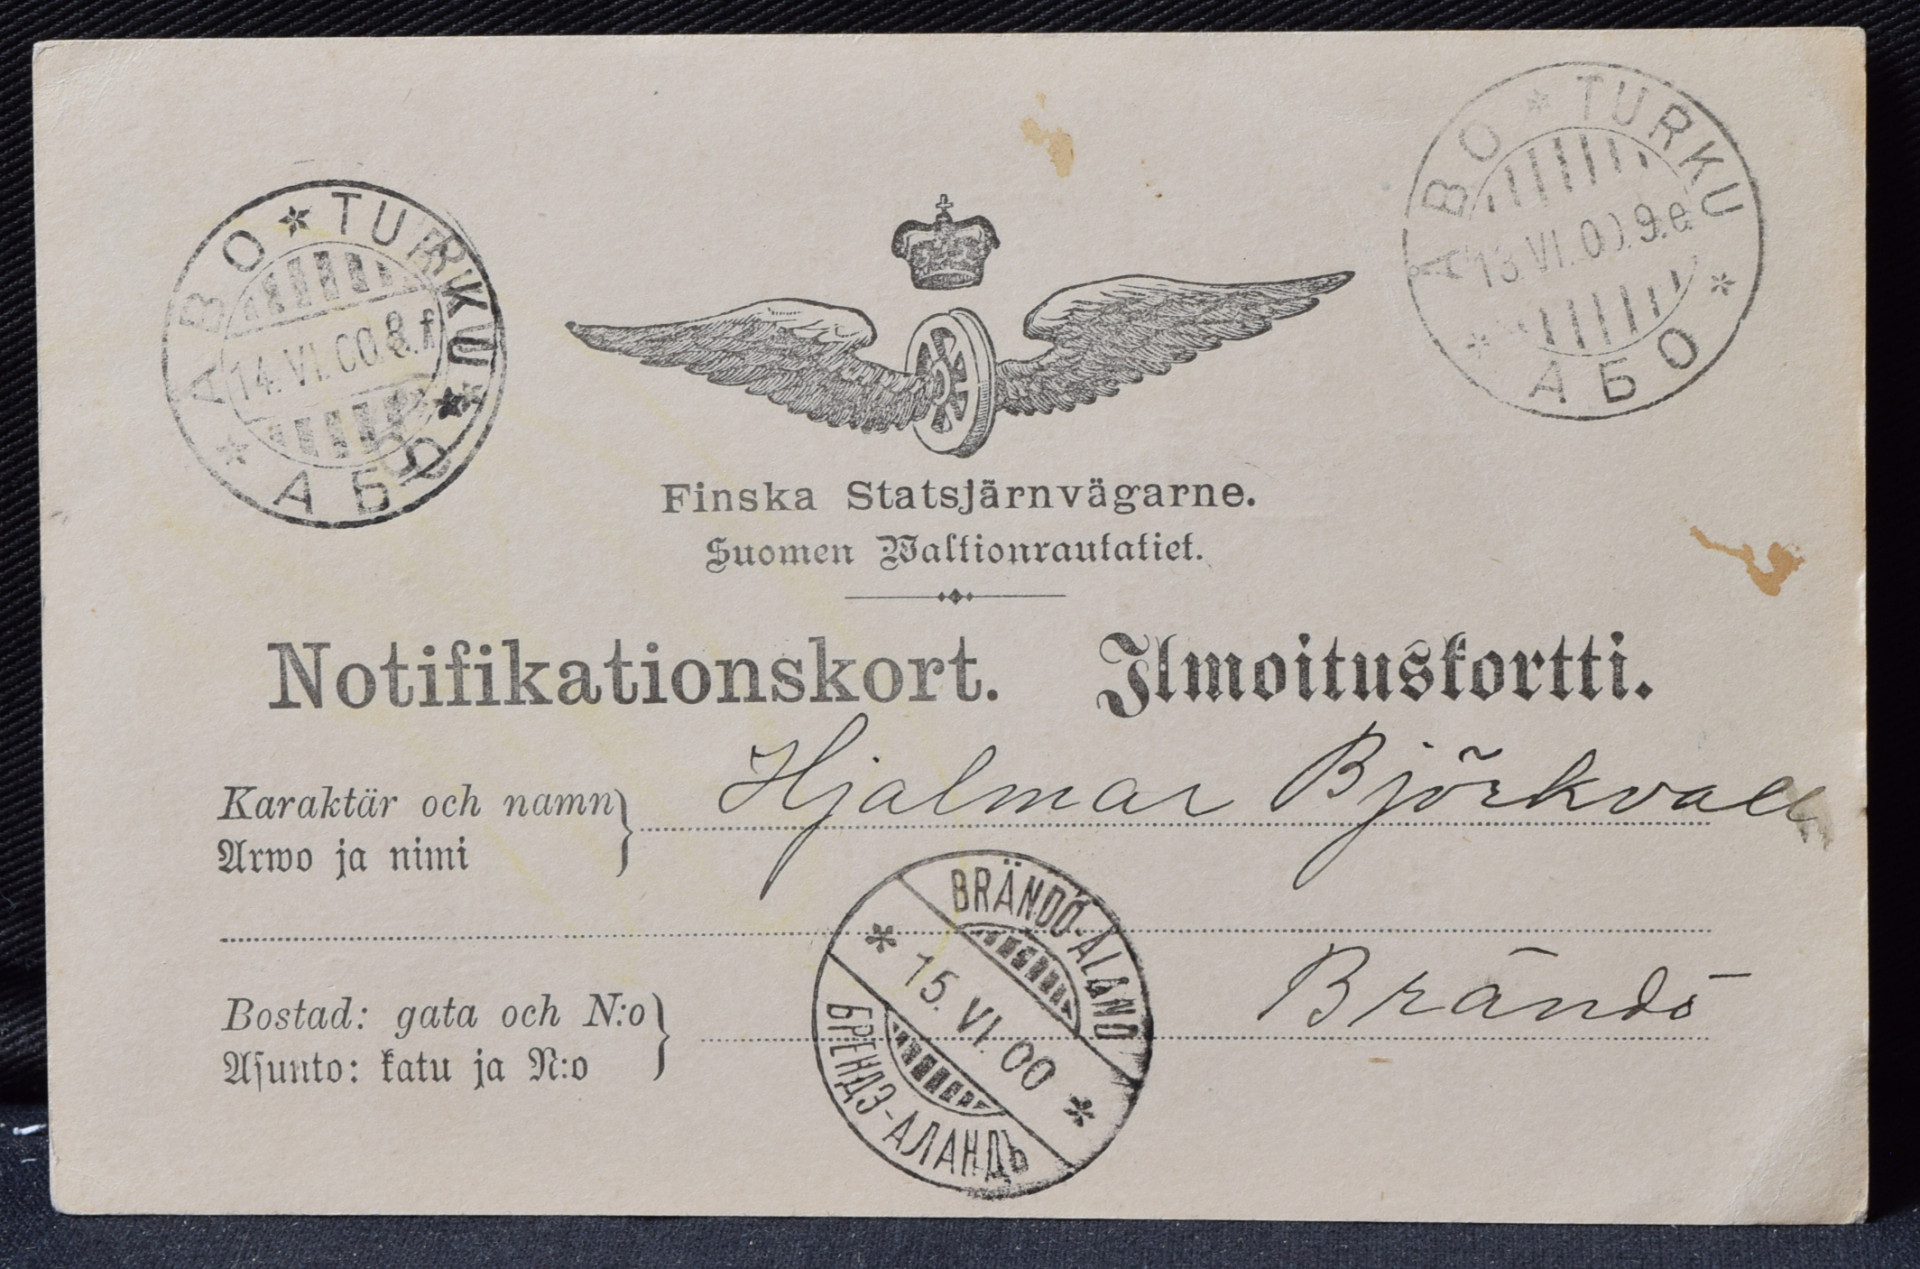 ÅBO * TURKU * АБО *
13.VI.00.9.e
ÅBO * TURKU * АБО *
14.VI.00.8.f
Finska Statsjärnvägarne.
Suomen Waltionrautatiet.
Notifikationskort. Ilmoituskortti.
Karaktär och namn
Arwo ja nimi
Hjalmar Björkvall
Bostad: gata och N:o
Asunto: katu ja N:o
Brändö
BRÄNDÖ-ÅLAND
* 15.VI.00 *
БРЕНДЭ-АЛАНДЪ